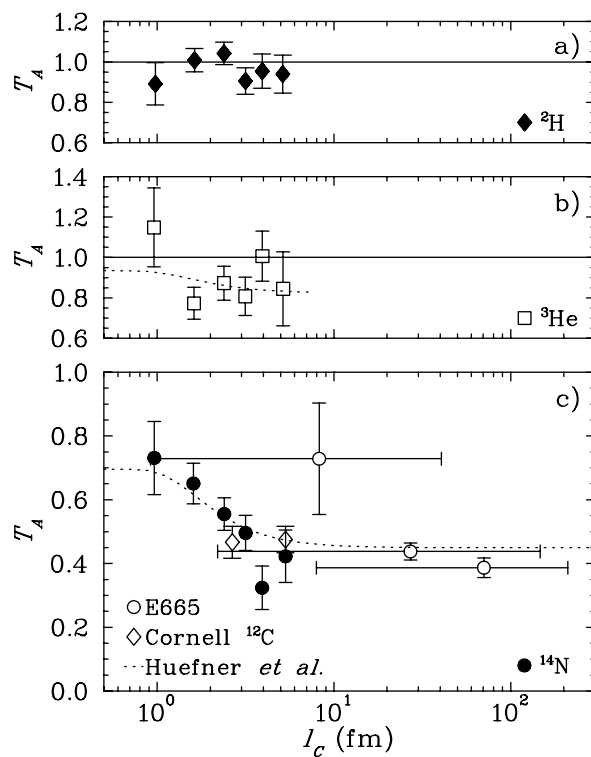 1.2
1.0
0.8
0.6
T_A
a)
²H
1.4
1.2
1.0
0.8
0.6
T_A
b)
³He
1.0
0.8
0.6
0.4
0.2
0.0
T_A
c)
E665
Cornell ¹²C
Huefner et al.
¹⁴N
10⁰
10¹
10²
l_C (fm)